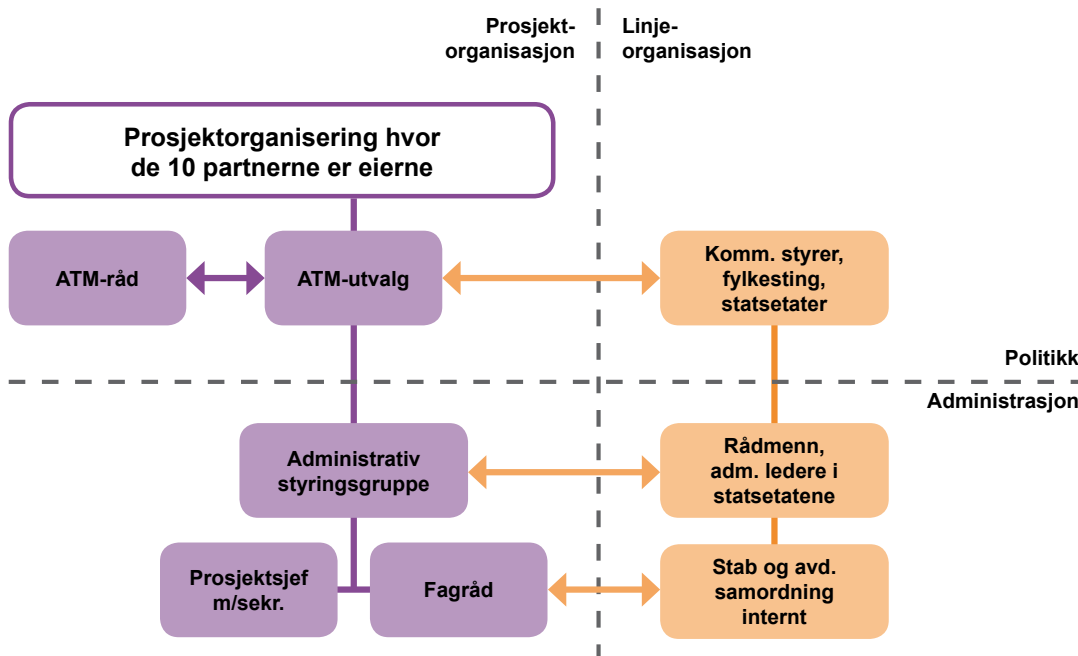 Prosjekt-
organisasjon
Linje-
organisasjon
Prosjektorganisering hvor
de 10 partnerne er eierne
ATM-råd
ATM-utvalg
Komm. styrer,
fylkesting,
statsetater
Politikk
Administrasjon
Administrativ
styringsgruppe
Rådmenn,
adm. ledere i
statsetatene
Prosjektsjef
m/sekr.
Fagråd
Stab og avd.
samordning
internt